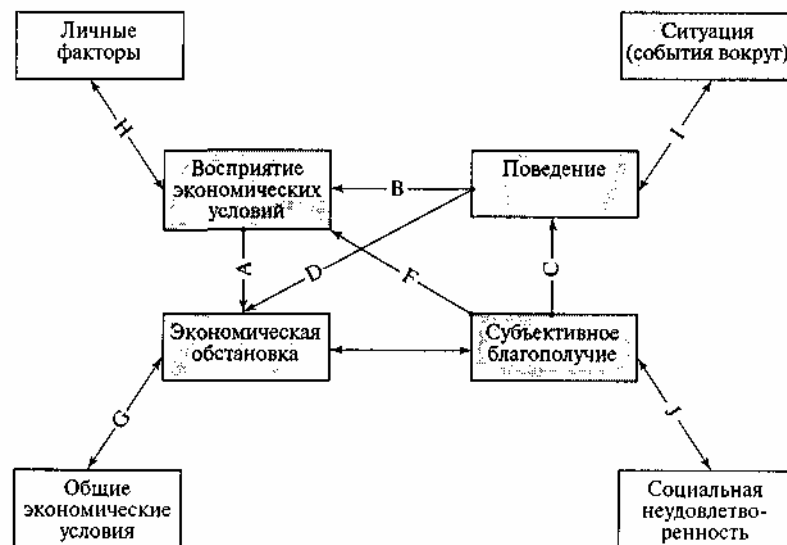 Личные
факторы
Ситуация
(события вокруг)
H
I
Восприятие
экономических
условий
Поведение
B
A
D
F
C
Экономическая
обстановка
Субъективное
благополучие
G
J
Общие
экономические
условия
Социальная
неудовлетво-
ренность